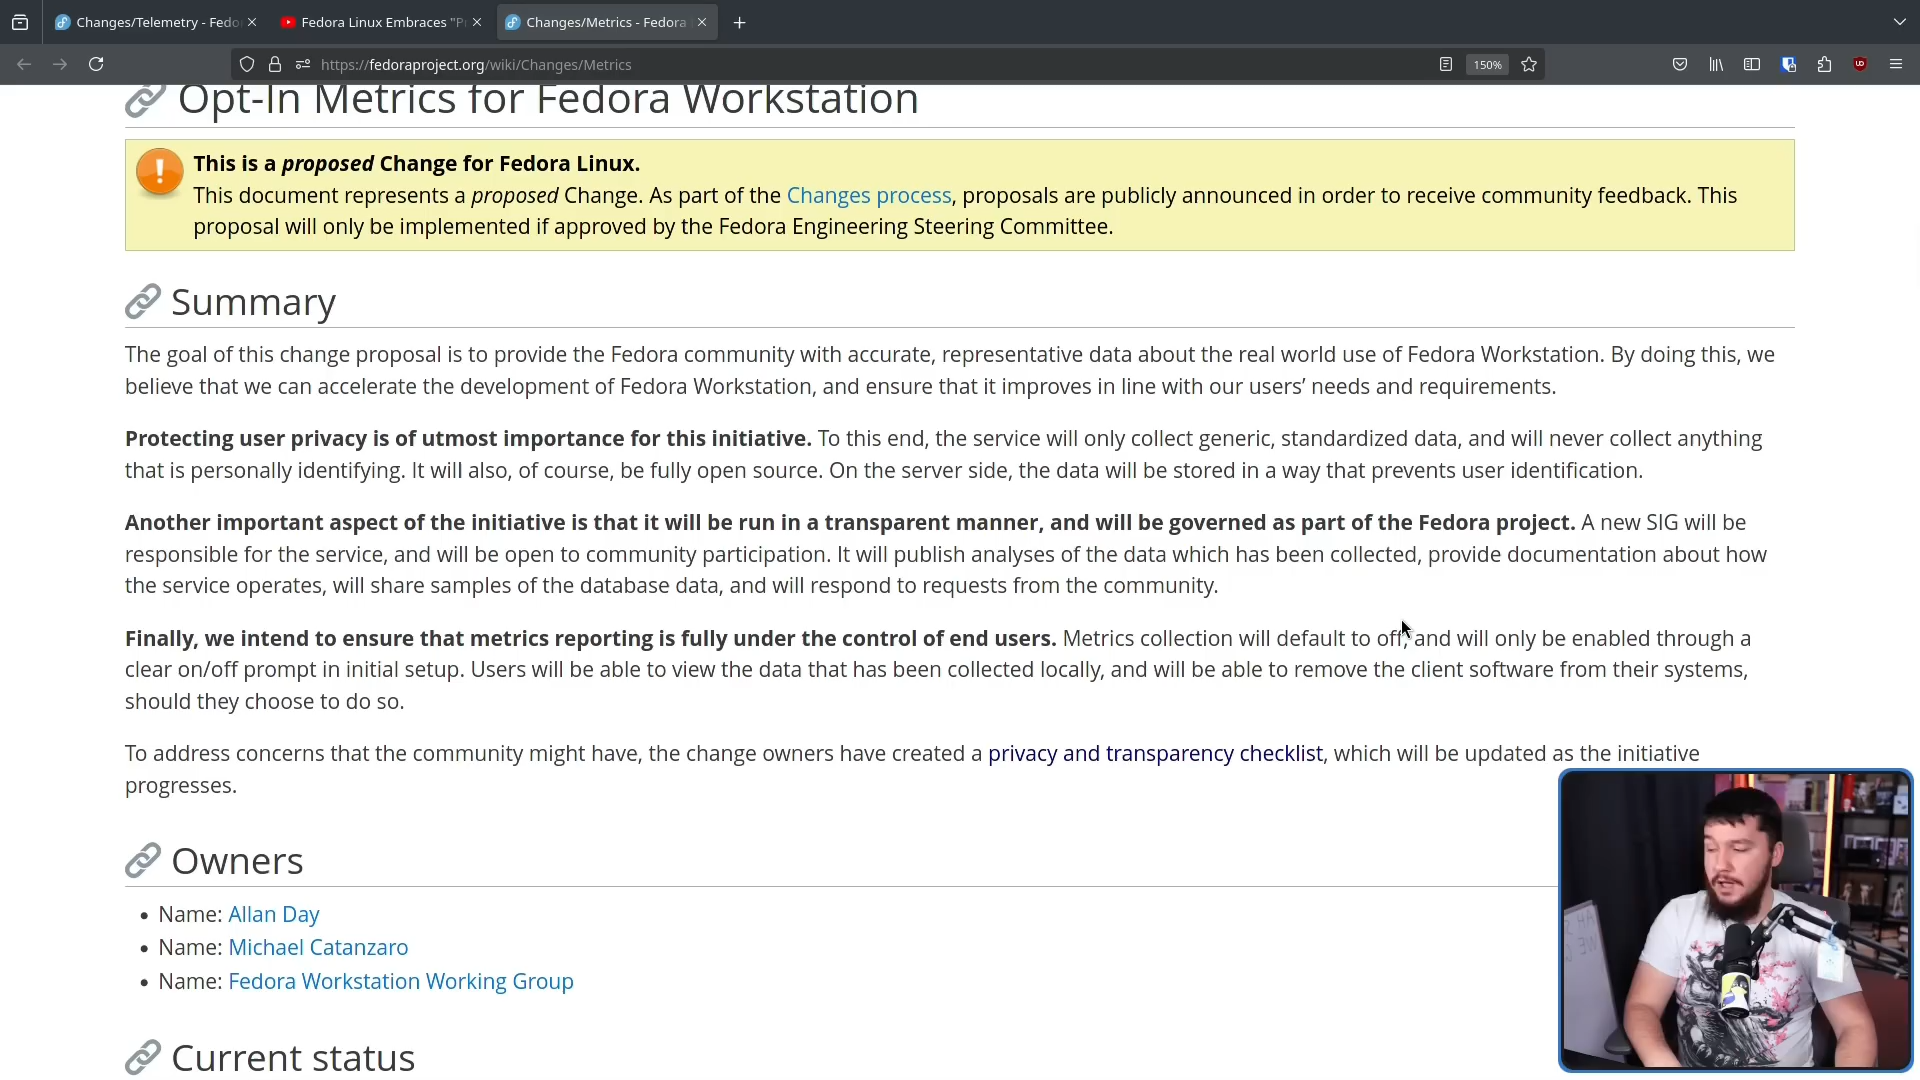 Changes/Telemetry - Fedo
Fedora Linux Embraces "P
Changes/Metrics - Fedora
https://fedoraproject.org/wiki/Changes/Metrics
150%
Opt-In Metrics for Fedora Workstation
This is a proposed Change for Fedora Linux.
This document represents a proposed Change. As part of the Changes process, proposals are publicly announced in order to receive community feedback. This
proposal will only be implemented if approved by the Fedora Engineering Steering Committee.
Summary
The goal of this change proposal is to provide the Fedora community with accurate, representative data about the real world use of Fedora Workstation. By doing this, we
believe that we can accelerate the development of Fedora Workstation, and ensure that it improves in line with our users’ needs and requirements.
Protecting user privacy is of utmost importance for this initiative. To this end, the service will only collect generic, standardized data, and will never collect anything
that is personally identifying. It will also, of course, be fully open source. On the server side, the data will be stored in a way that prevents user identification.
Another important aspect of the initiative is that it will be run in a transparent manner, and will be governed as part of the Fedora project. A new SIG will be
responsible for the service, and will be open to community participation. It will publish analyses of the data which has been collected, provide documentation about how
the service operates, will share samples of the database data, and will respond to requests from the community.
Finally, we intend to ensure that metrics reporting is fully under the control of end users. Metrics collection will default to off, and will only be enabled through a
clear on/off prompt in initial setup. Users will be able to view the data that has been collected locally, and will be able to remove the client software from their systems,
should they choose to do so.
To address concerns that the community might have, the change owners have created a privacy and transparency checklist, which will be updated as the initiative
progresses.
Owners
• Name: Allan Day
• Name: Michael Catanzaro
• Name: Fedora Workstation Working Group
Current status